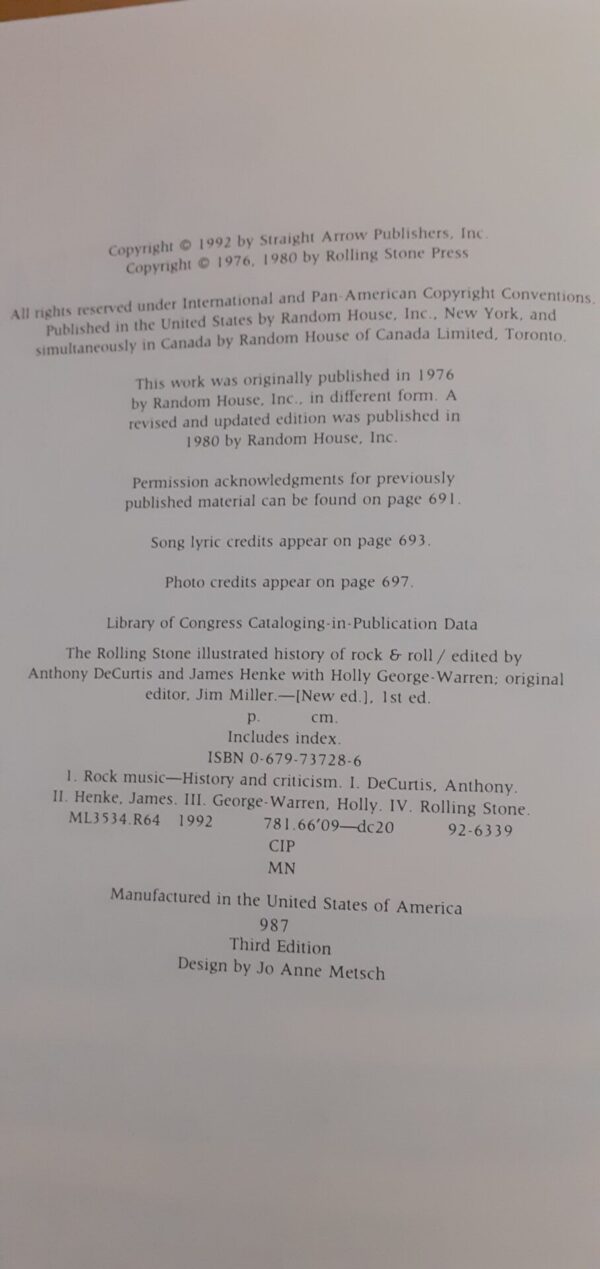 Copyright © 1992 by Straight Arrow Publishers, Inc.
Copyright © 1976, 1980 by Rolling Stone Press
All rights reserved under International and Pan-American Copyright Conventions.
Published in the United States by Random House, Inc., New York, and
simultaneously in Canada by Random House of Canada Limited, Toronto.
This work was originally published in 1976
by Random House, Inc., in different form. A
revised and updated edition was published in
1980 by Random House, Inc.
Permission acknowledgments for previously
published material can be found on page 691.
Song lyric credits appear on page 693.
Photo credits appear on page 697.
Library of Congress Cataloging-in-Publication Data
The Rolling Stone illustrated history of rock & roll / edited by
Anthony DeCurtis and James Henke with Holly George-Warren; original
editor, Jim Miller.—[New ed.], 1st ed.
p. cm.
Includes index.
ISBN 0-679-73728-6
1. Rock music—History and criticism. I. DeCurtis, Anthony.
II. Henke, James. III. George-Warren, Holly. IV. Rolling Stone.
ML3534.R64 1992 781.66'09—dc20 92-6339
CIP
MN
Manufactured in the United States of America
987
Third Edition
Design by Jo Anne Metsch